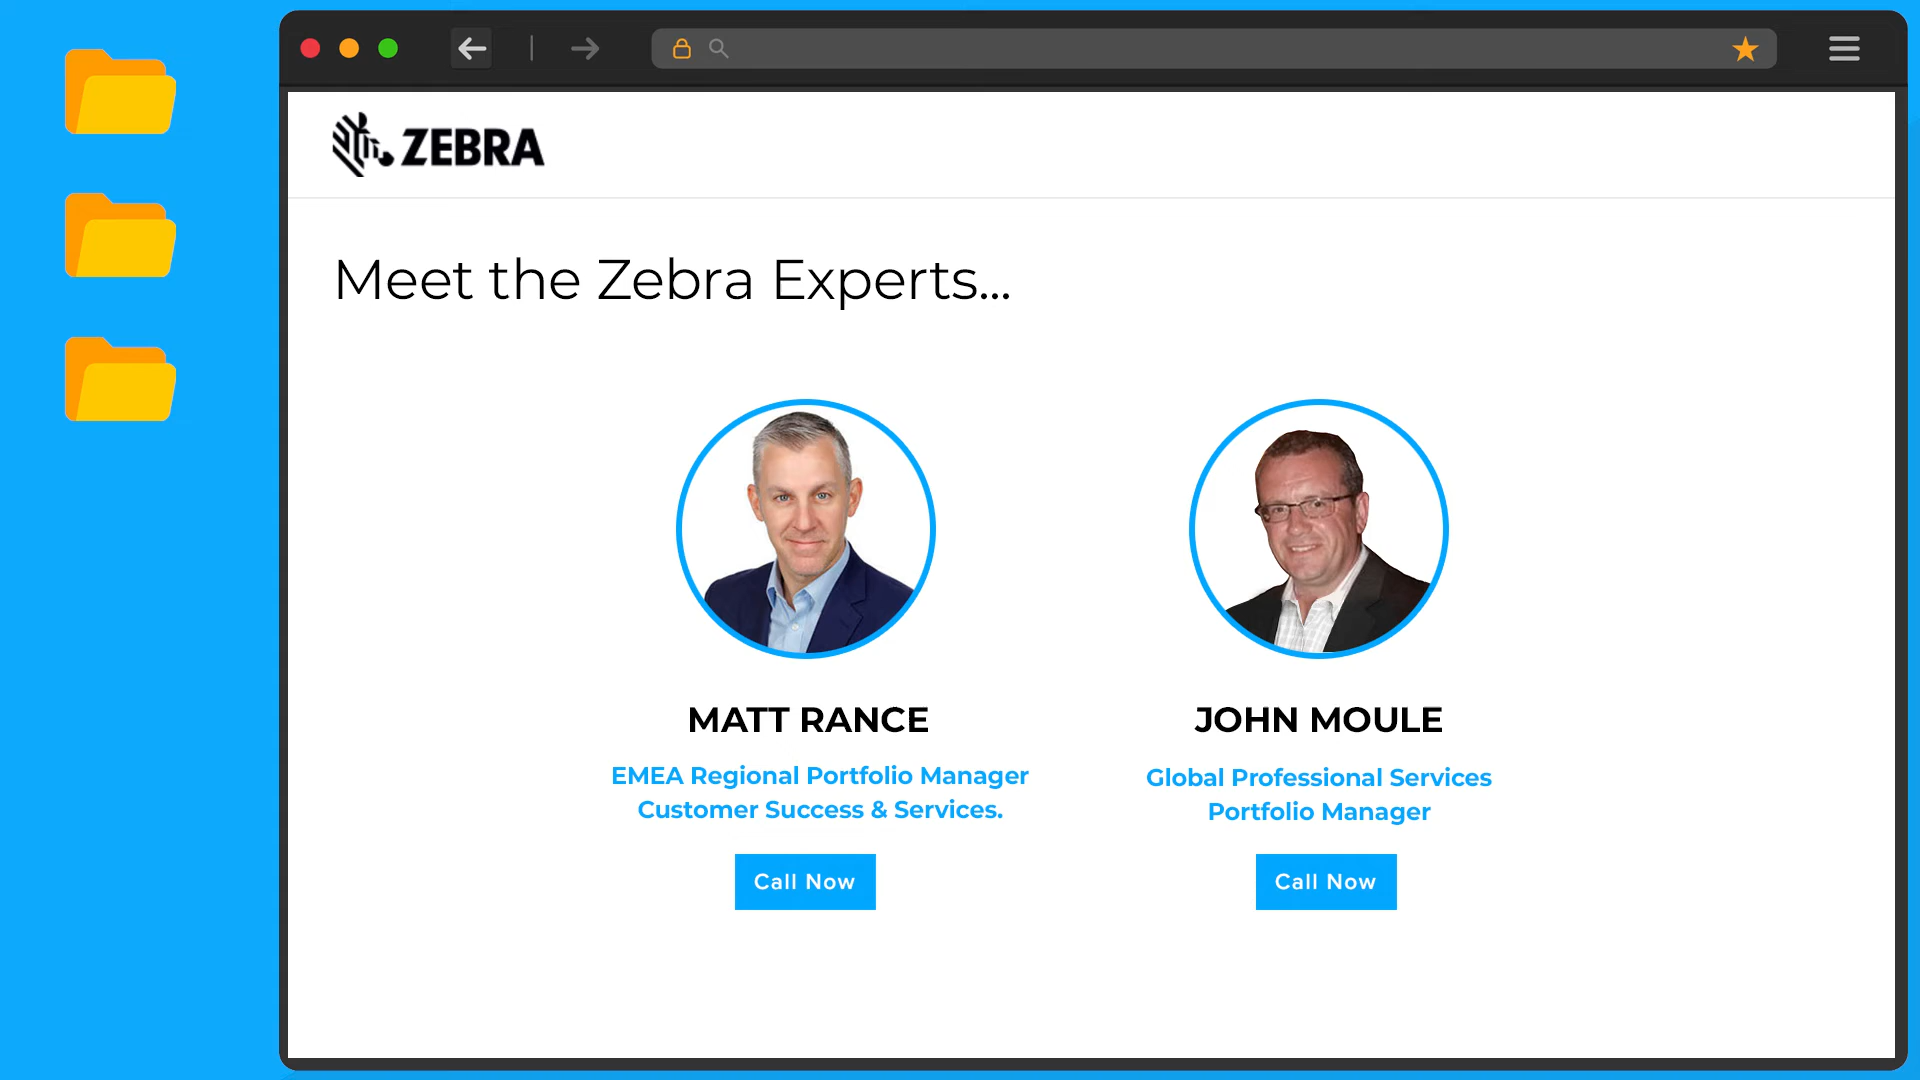 ZEBRA
Meet the Zebra Experts...
MATT RANCE
EMEA Regional Portfolio Manager
Customer Success & Services.
Call Now
JOHN MOULE
Global Professional Services
Portfolio Manager
Call Now